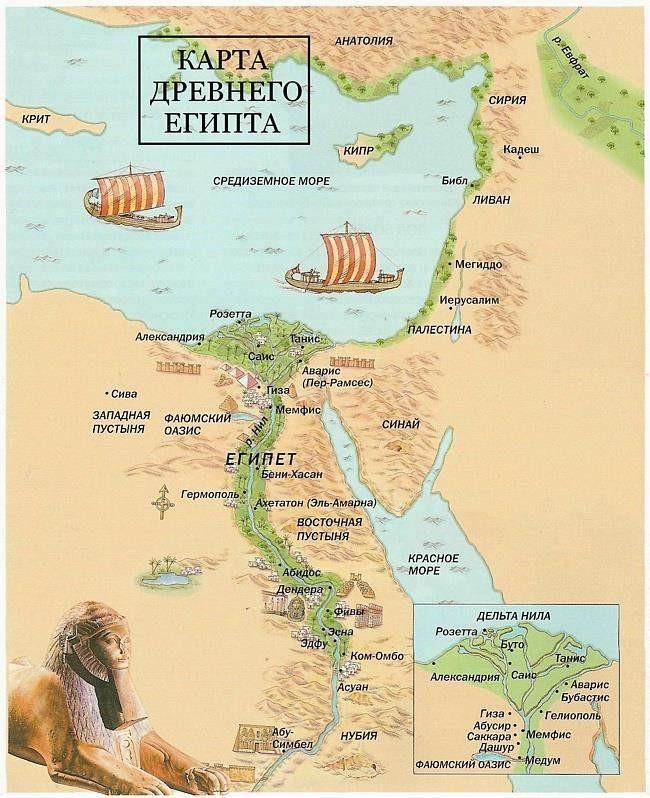 КАРТА
ДРЕВНЕГО
ЕГИПТА
АНАТОЛИЯ
р. Евфрат
КРИТ
КИПР
СИРИЯ
Кадеш
СРЕДИЗЕМНОЕ МОРЕ
Библ
ЛИВАН
Мегиддо
Иерусалим
ПАЛЕСТИНА
Розетта
Александрия
Танис
Саис
Аварис
(Пер-Рамсес)
Гиза
Сива
Мемфис
ЗАПАДНАЯ
ПУСТЫНЯ
ФАЮМСКИЙ
ОАЗИС
р. Нил
СИНАЙ
ЕГИПЕТ
Бени-Хасан
Гермополь
Ахетатон (Эль-Амарна)
ВОСТОЧНАЯ
ПУСТЫНЯ
КРАСНОЕ
МОРЕ
Абидос
Дендера
Фивы
Эсна
Эдфу
Ком-Омбо
Асуан
НУБИЯ
Абу-
Симбел
ДЕЛЬТА НИЛА
Розетта
Буто
Танис
Александрия
Саис
Аварис
Бубастис
Гиза
Гелиополь
Абусир
Саккара
Мемфис
Дашур
Медум
ФАЮМСКИЙ ОАЗИС